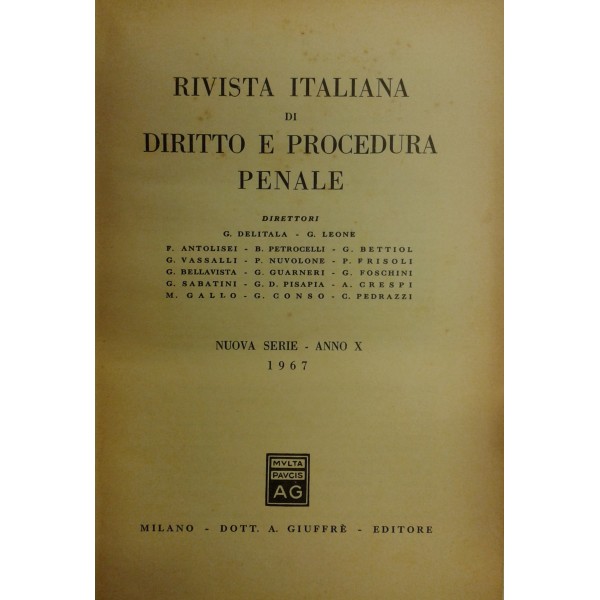 RIVISTA ITALIANA
DI
DIRITTO E PROCEDURA
PENALE
DIRETTORI
G. DELITALA - G. LEONE
F. ANTOLISEI - B. PETROCELLI - G. BETTIOL
G. VASSALLI - P. NUVOLONE - P. FRISOLI
G. BELLAVISTA - G. GUARNERI - G. FOSCHINI
G. SABATINI - G. D. PISAPIA - A. CRESPI
M. GALLO - G. CONSO - C. PEDRAZZI
NUOVA SERIE - ANNO X
1967
MVLTA
PAVCIS
AG
MILANO - DOTT. A. GIUFFRÈ - EDITORE